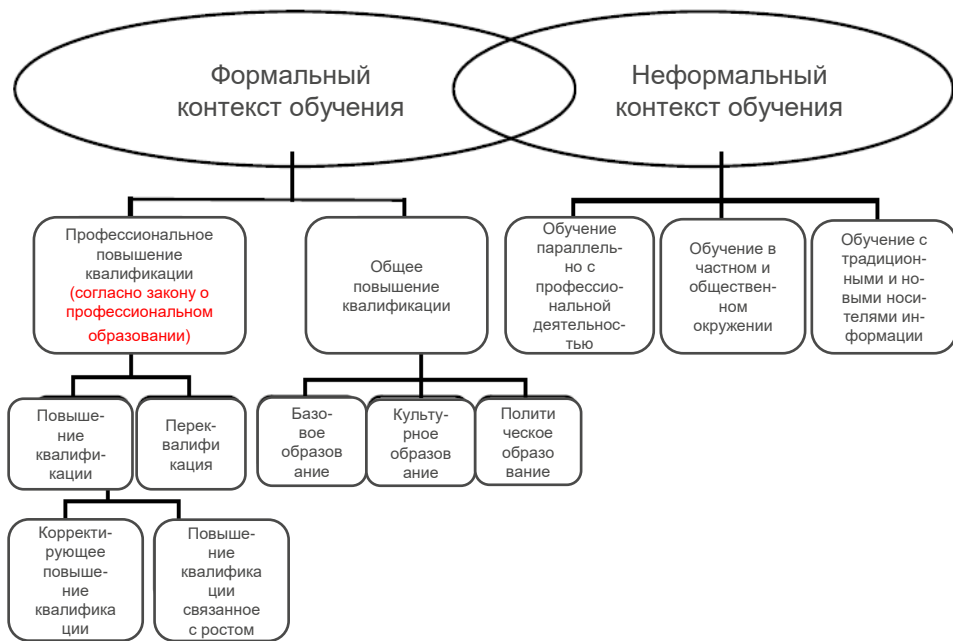 Формальный
контекст обучения
Неформальный
контекст обучения
Профессиональное
повышение
квалификации
(согласно закону о
профессиональном
образовании)
Общее
повышение
квалификации
Обучение
параллель-
но с
профессио-
нальной
деятельнос-
тью
Обучение в
частном и
обществен-
ном
окружении
Обучение с
традицион-
ными и но-
выми носи-
телями ин-
формации
Повыше-
ние
квалифи-
кации
Перек-
валифи
кация
Базо-
вое
образов
ание
Культу-
рное
образов
ание
Полити
ческое
образо
вание
Корректи-
рующее
повыше-
ние
квалифика
ции
Повыше-
ние
квалифика
ции
связанное
с ростом